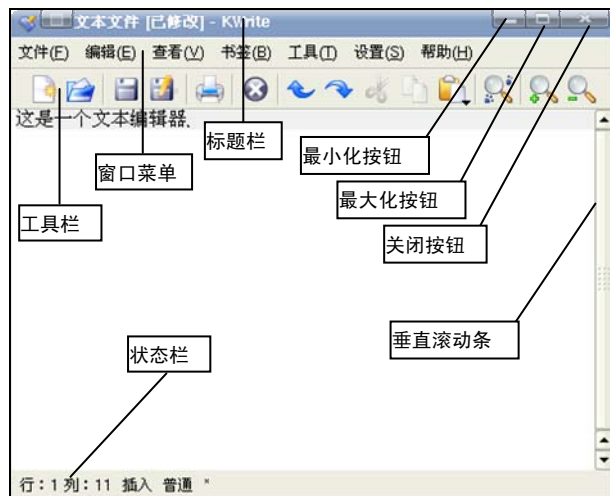 文本文件 [已修改] - KWrite
文件(F) 编辑(E) 查看(V) 书签(B) 工具(T) 设置(S) 帮助(H)
这是一个文本编辑器.
标题栏
最小化按钮
窗口菜单
最大化按钮
工具栏
关闭按钮
垂直滚动条
状态栏
行:1 列:11 插入 普通 *